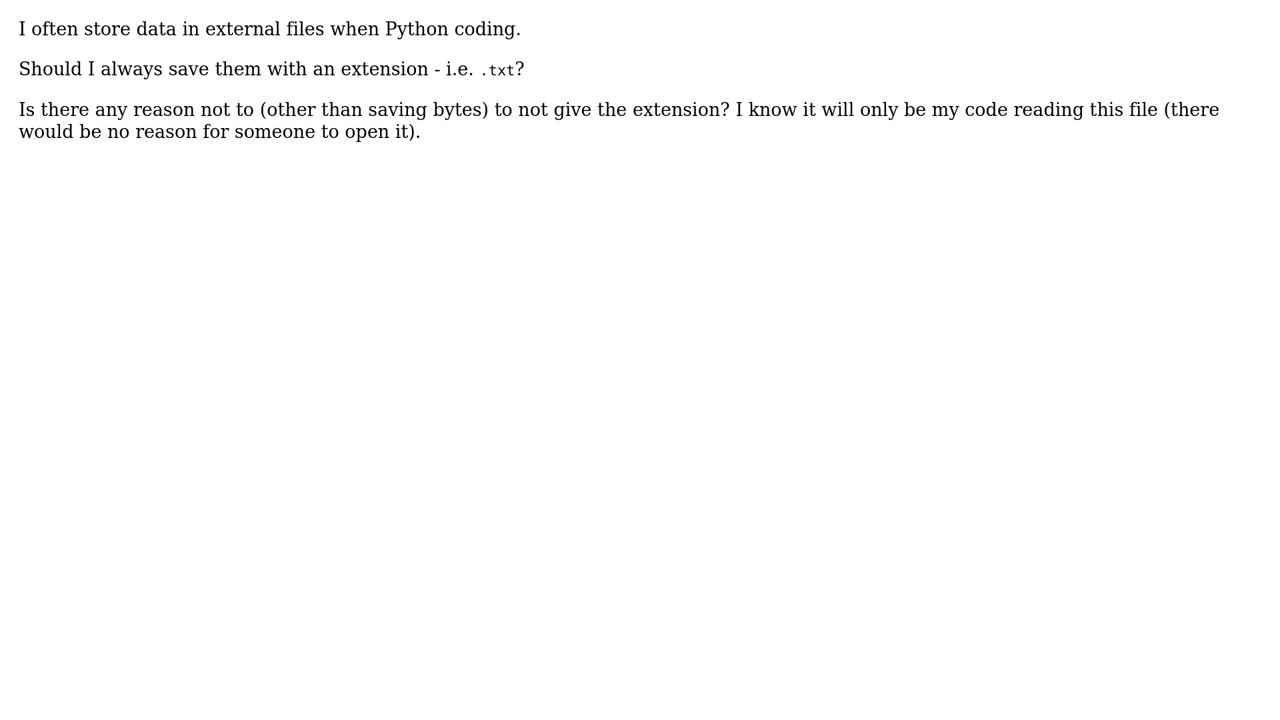 I often store data in external files when Python coding.
Should I always save them with an extension - i.e. .txt?
Is there any reason not to (other than saving bytes) to not give the extension? I know it will only be my code reading this file (there
would be no reason for someone to open it).